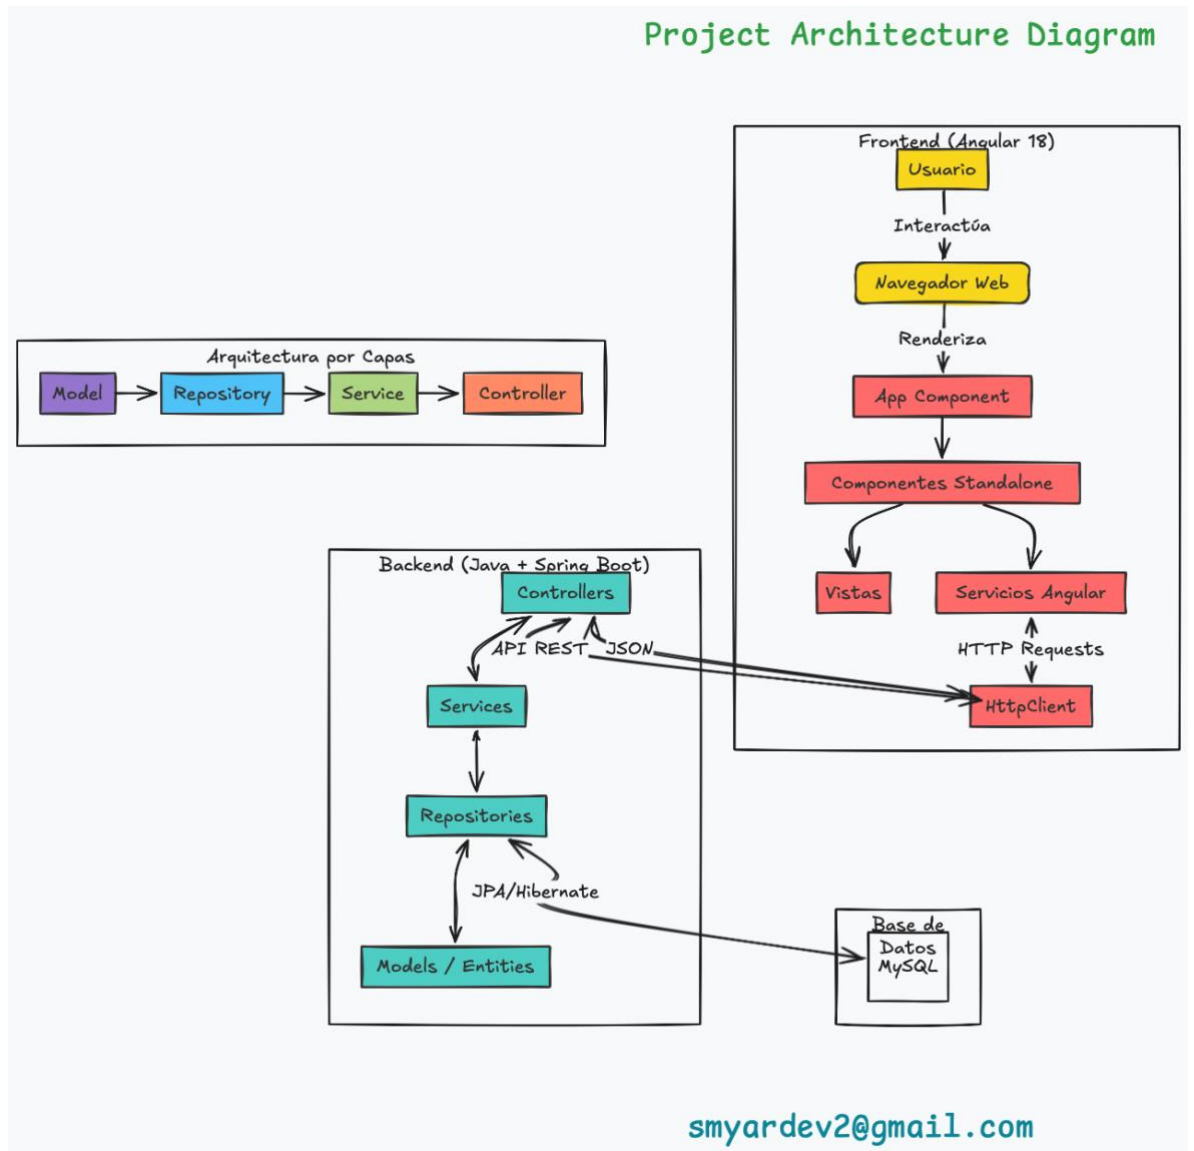 Project Architecture Diagram
Frontend (Angular 18)
Usuario
Interactúa
Navegador Web
Renderiza
App Component
Componentes Standalone
Vistas
Servicios Angular
HTTP Requests
HttpClient
Arquitectura por Capas
Model
Repository
Service
Controller
Backend (Java + Spring Boot)
Controllers
API REST
JSON
Services
Repositories
JPA/Hibernate
Models / Entities
Base de
Datos
MySQL
smyardev2@gmail.com